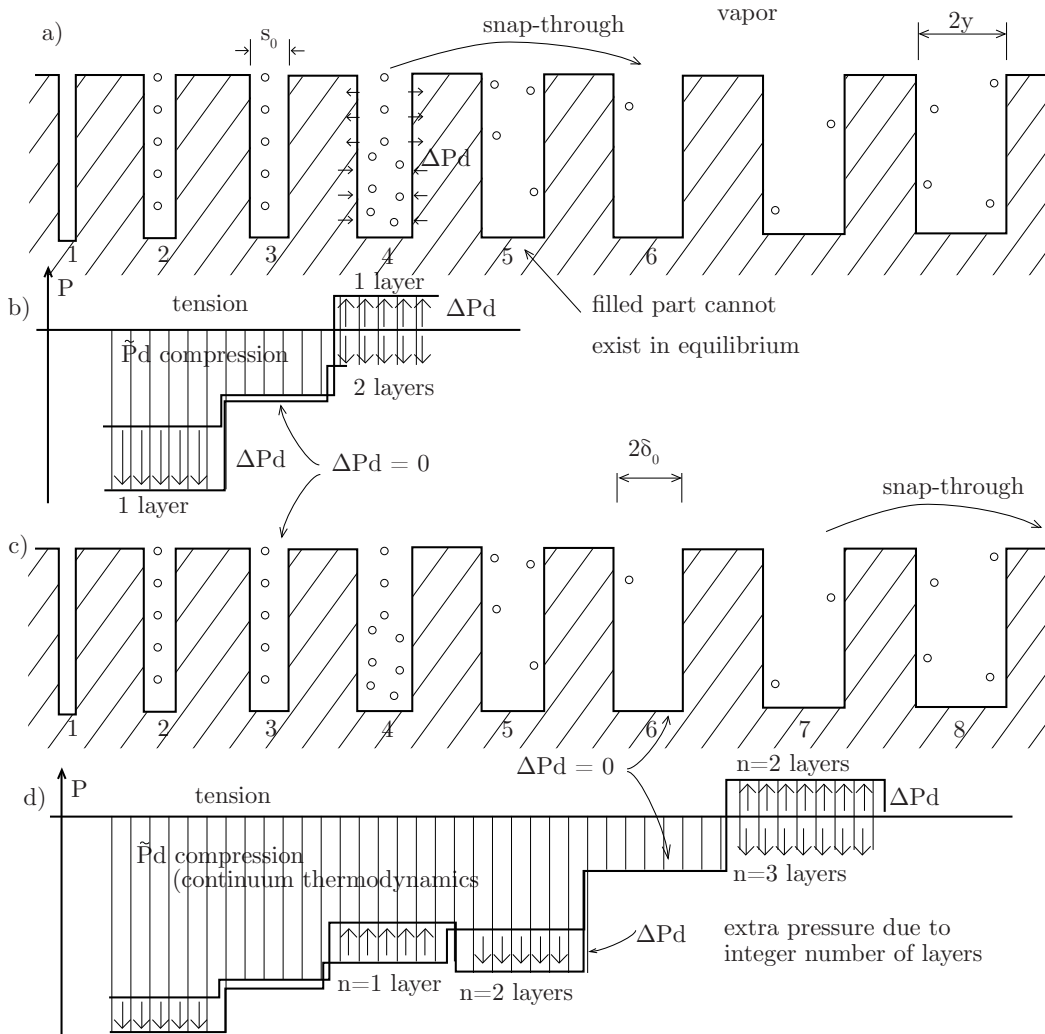 vapor
a)
s₀
snap-through
2y
ΔPd
1
2
3
4
5
6
P
1 layer
b)
tension
ΔPd
filled part cannot
exist in equilibrium
P̃d compression
2 layers
ΔPd
ΔPd = 0
2δ₀
1 layer
snap-through
c)
1
2
3
4
5
6
7
8
ΔPd = 0
n=2 layers
P
d)
tension
ΔPd
P̃d compression
(continuum thermodynamics
n=3 layers
ΔPd
extra pressure due to
integer number of layers
n=1 layer
n=2 layers